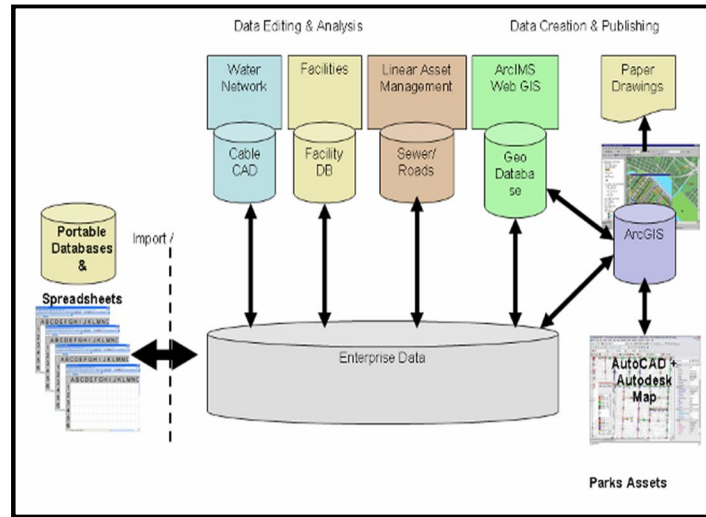 Data Editing & Analysis
Data Creation & Publishing
Water
Network
Facilities
Linear Asset
Management
ArcIMS
Web GIS
Paper
Drawings
Cable
CAD
Facility
DB
Sewer/
Roads
Geo
Databa
se
ArcGIS
Portable
Databases
&
Spreadsheets
Import /
ABCDEFGHIJKLMNC
Enterprise Data
AutoCAD +
Autodesk
Map
Parks Assets